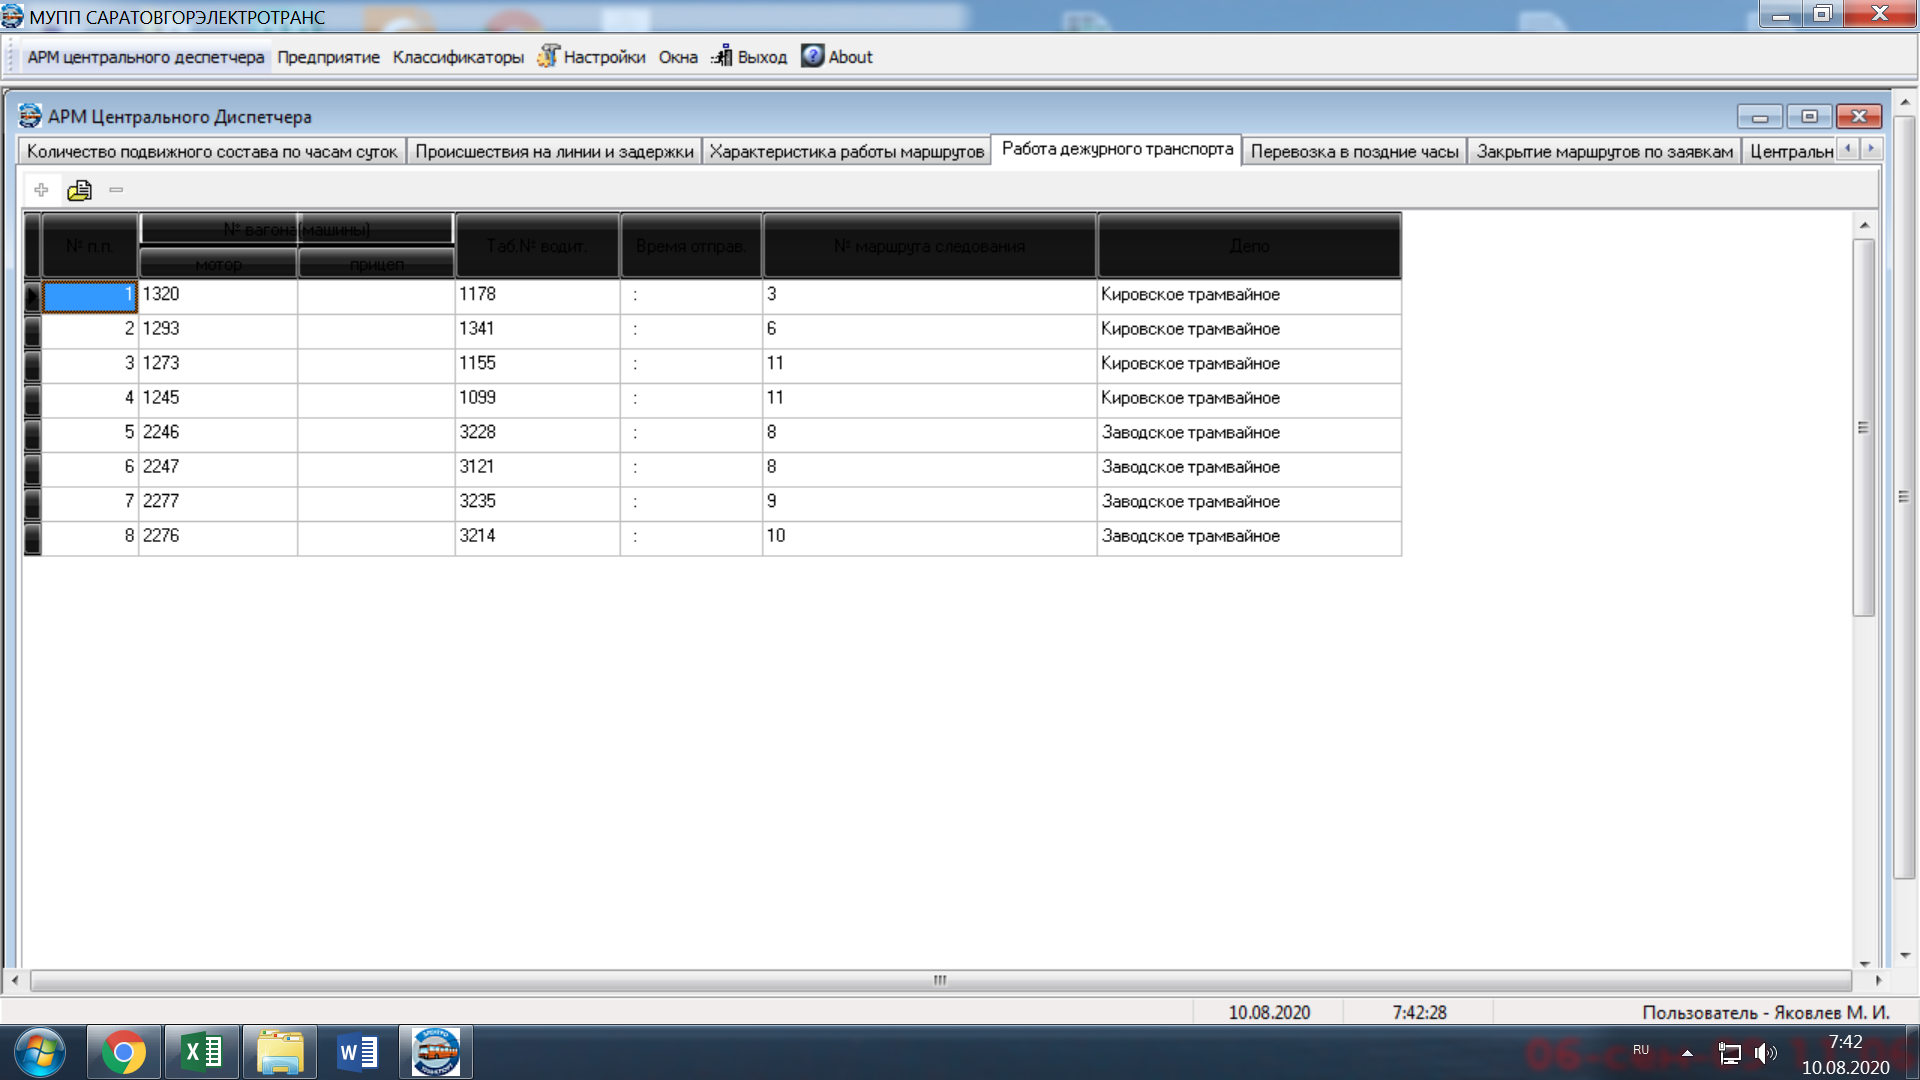 МУПП САРАТОВГОРЭЛЕКТРОТРАНС
АРМ центрального деспетчера Предприятие Классификаторы Настройки Окна Выход About
АРМ Центрального Диспетчера
Количество подвижного состава по часам суток Происшествия на линии и задержки Характеристика работы маршрутов Работа дежурного транспорта Перевозка в поздние часы Закрытие маршрутов по заявкам Центральн
№ п.п. № вагона(машины) Таб.№ водит. Время отправ. № маршрута следования Депо
мотор прицеп
1 1320 1178 : 3 Кировское трамвайное
2 1293 1341 : 6 Кировское трамвайное
3 1273 1155 : 11 Кировское трамвайное
4 1245 1099 : 11 Кировское трамвайное
5 2246 3228 : 8 Заводское трамвайное
6 2247 3121 : 8 Заводское трамвайное
7 2277 3235 : 9 Заводское трамвайное
8 2276 3214 : 10 Заводское трамвайное
10.08.2020 7:42:28 Пользователь - Яковлев М. И.
RU 7:42
10.08.2020